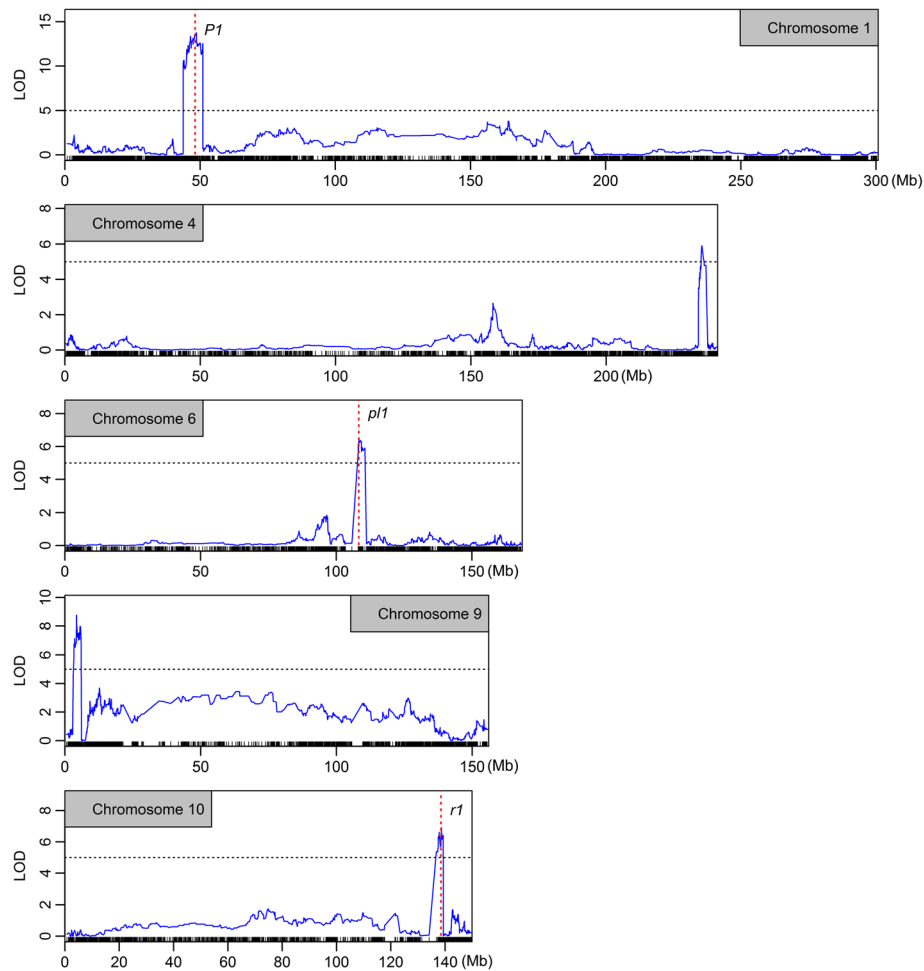 P1
Chromosome 1
LOD
15
10
5
0
0 50 100 150 200 250 300 (Mb)
Chromosome 4
LOD
8
6
4
2
0
0 50 100 150 200 (Mb)
Chromosome 6
pl1
LOD
8
6
4
2
0
0 50 100 150 (Mb)
Chromosome 9
LOD
10
8
6
4
2
0
0 50 100 150 (Mb)
Chromosome 10
r1
LOD
8
6
4
2
0
0 20 40 60 80 100 120 140 (Mb)